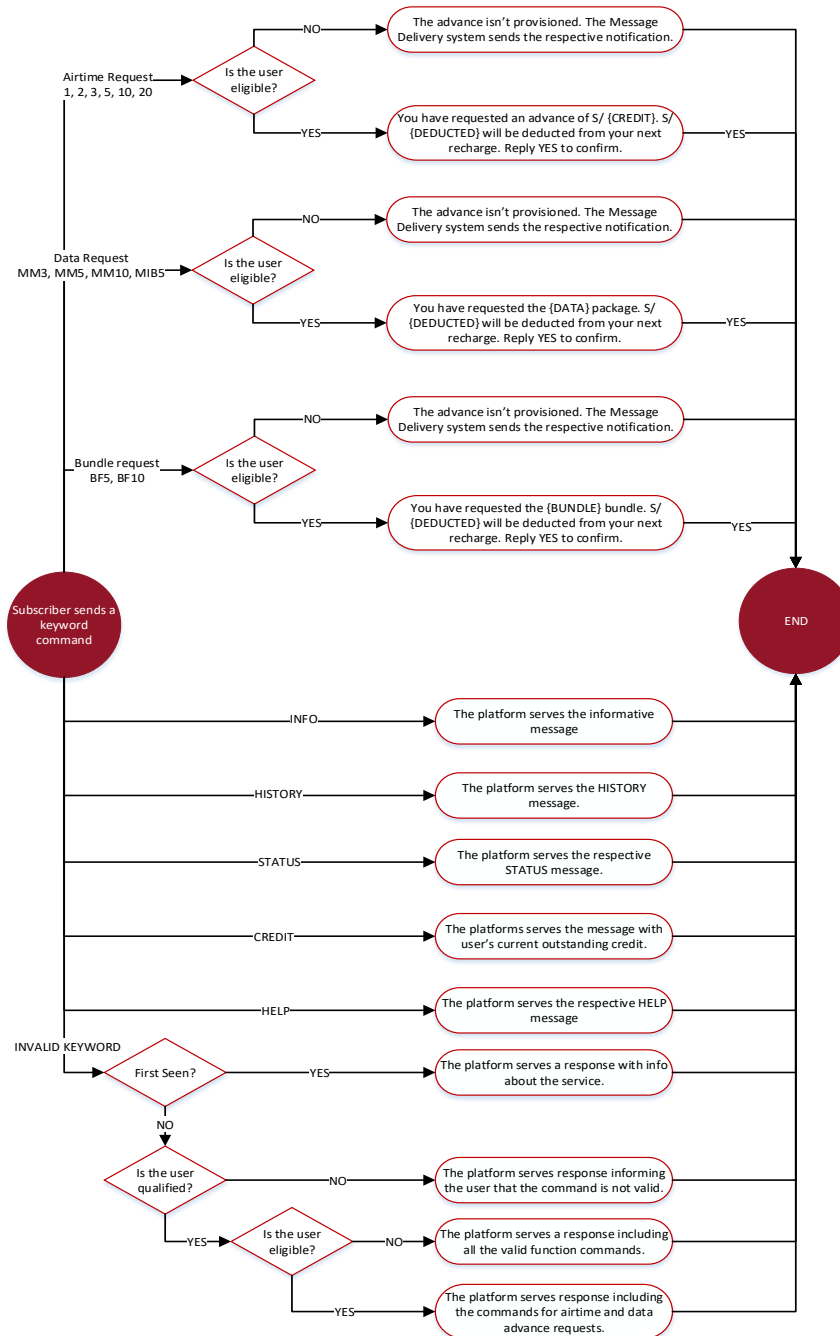 NO
The advance isn't provisioned. The Message
Delivery system sends the respective notification.
Airtime Request
1, 2, 3, 5, 10, 20
Is the user
eligible?
YES
You have requested an advance of S/ {CREDIT}. S/
{DEDUCTED} will be deducted from your next
recharge. Reply YES to confirm.
YES
NO
The advance isn't provisioned. The Message
Delivery system sends the respective notification.
Data Request
MM3, MM5, MM10, MIB5
Is the user
eligible?
YES
You have requested the {DATA} package. S/
{DEDUCTED} will be deducted from your next
recharge. Reply YES to confirm.
YES
NO
The advance isn't provisioned. The Message
Delivery system sends the respective notification.
Bundle request
BF5, BF10
Is the user
eligible?
YES
You have requested the {BUNDLE} bundle. S/
{DEDUCTED} will be deducted from your next
recharge. Reply YES to confirm.
YES
Subscriber sends a
keyword
command
END
INFO
The platform serves the informative
message
HISTORY
The platform serves the HISTORY
message.
STATUS
The platform serves the respective
STATUS message.
CREDIT
The platforms serves the message with
user's current outstanding credit.
HELP
The platform serves the respective HELP
message
INVALID KEYWORD
First Seen?
YES
The platform serves a response with info
about the service.
NO
Is the user
qualified?
NO
The platform serves response informing
the user that the command is not valid.
YES
Is the user
eligible?
NO
The platform serves a response including
all the valid function commands.
YES
The platform serves response including
the commands for airtime and data
advance requests.